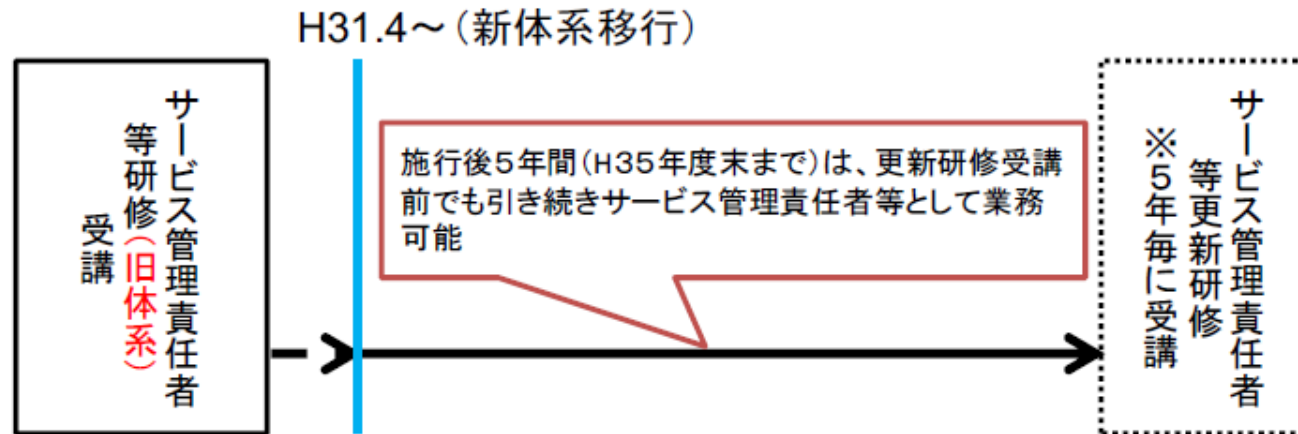 H31.4～（新体系移行）
サービス管理責任者
等研修（旧体系）
受講
施行後５年間（H35年度末まで）は、更新研修受講
前でも引き続きサービス管理責任者等として業務
可能
サービス管理責任者
等更新研修
※５年毎に受講